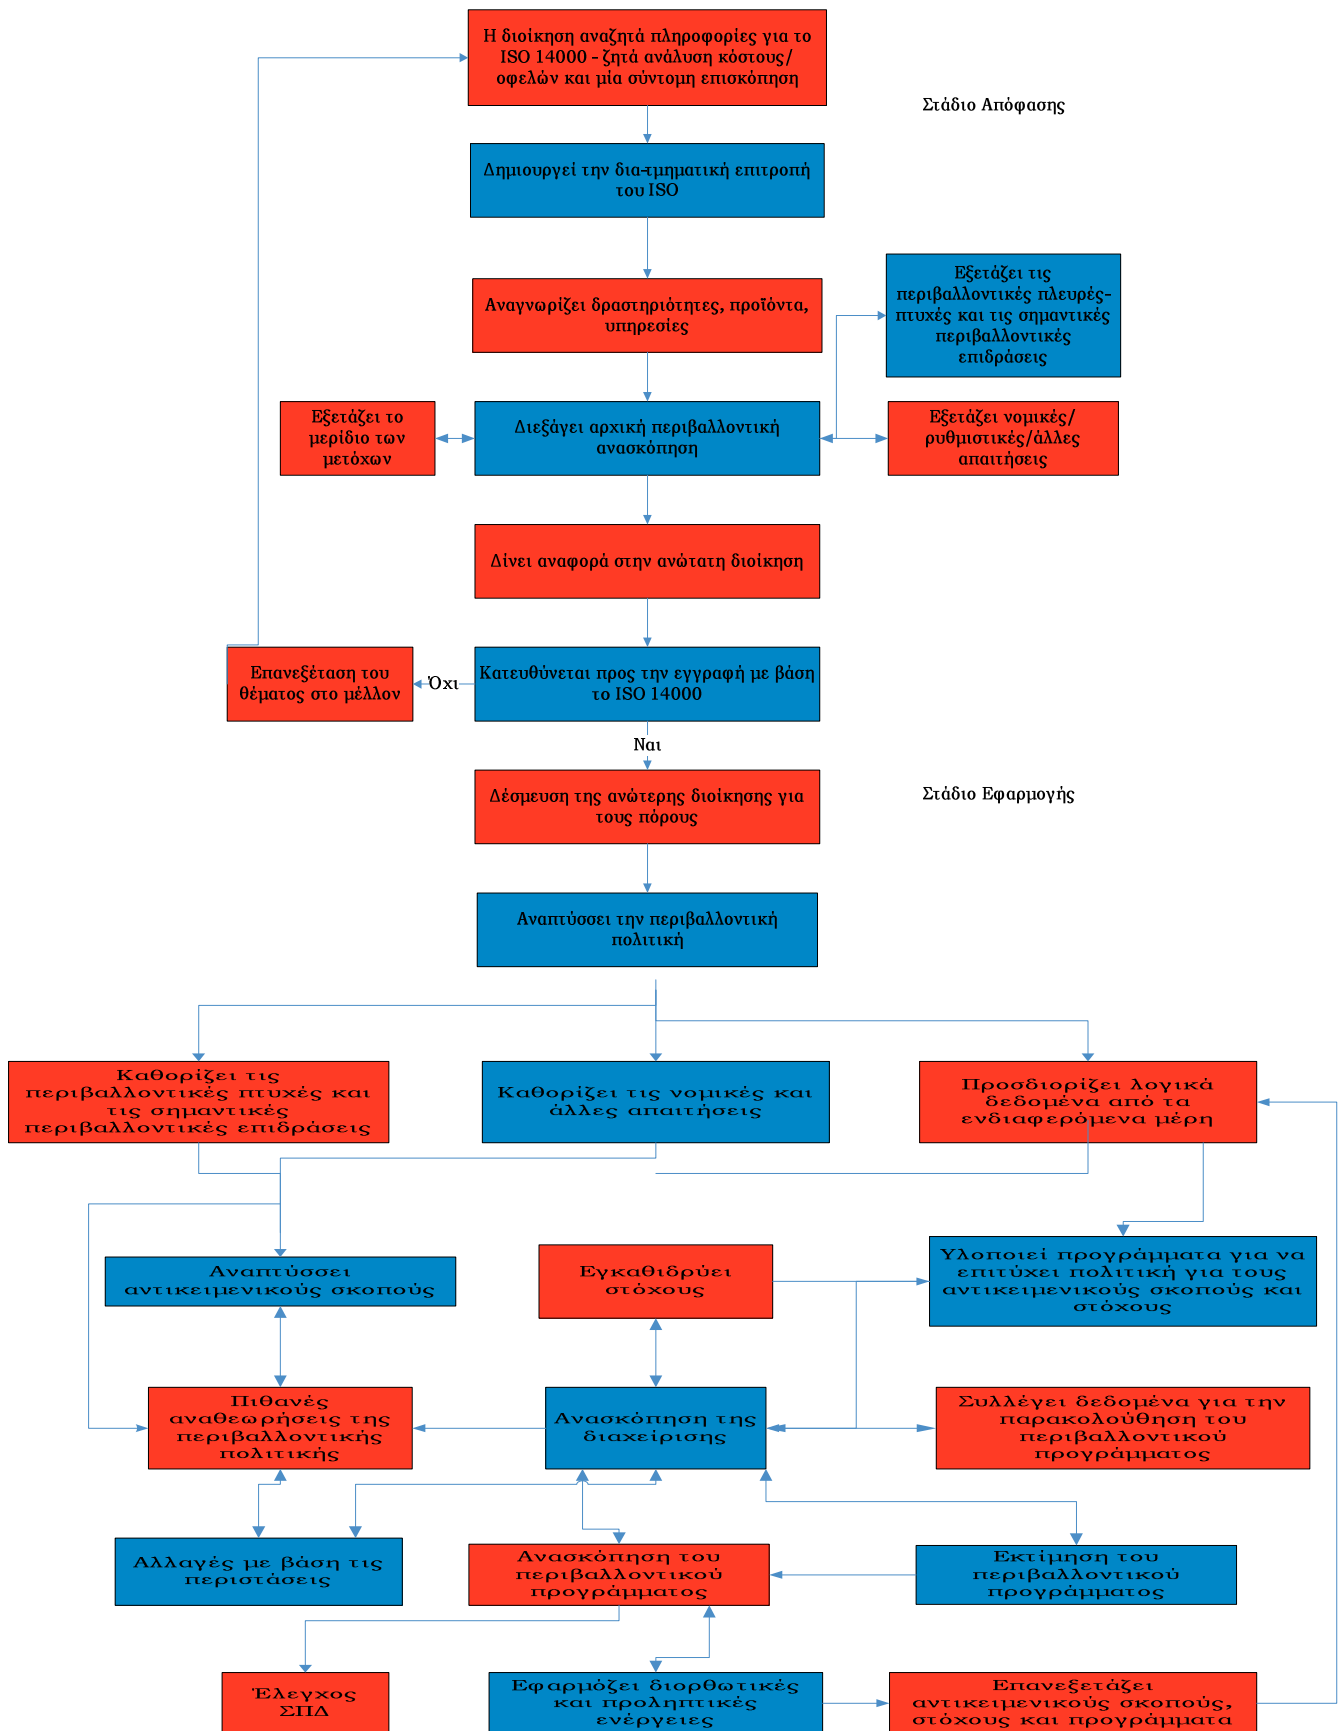 Η διοίκηση αναζητά πληροφορίες για το
ISO 14000 - ζητά ανάλυση κόστους/
οφελών και μία σύντομη επισκόπηση
Στάδιο Απόφασης
Δημιουργεί την δια-τμηματική επιτροπή
του ISO
Αναγνωρίζει δραστηριότητες, προϊόντα,
υπηρεσίες
Εξετάζει τις
περιβαλλοντικές πλευρές-
πτυχές και τις σημαντικές
περιβαλλοντικές
επιδράσεις
Εξετάζει το
μερίδιο των
μετόχων
Διεξάγει αρχική περιβαλλοντική
ανασκόπηση
Εξετάζει νομικές/
ρυθμιστικές/άλλες
απαιτήσεις
Δίνει αναφορά στην ανώτατη διοίκηση
Επανεξέταση του
θέματος στο μέλλον
Όχι
Κατευθύνεται προς την εγγραφή με βάση
το ISO 14000
Ναι
Δέσμευση της ανώτερης διοίκησης για
τους πόρους
Στάδιο Εφαρμογής
Αναπτύσσει την περιβαλλοντική
πολιτική
Καθορίζει τις
περιβαλλοντικές πτυχές και
τις σημαντικές
περιβαλλοντικές επιδράσεις
Καθορίζει τις νομικές και
άλλες απαιτήσεις
Προσδιορίζει λογικά
δεδομένα από τα
ενδιαφερόμενα μέρη
Αναπτύσσει
αντικειμενικούς σκοπούς
Εγκαθιδρύει
στόχους
Υλοποιεί προγράμματα για να
επιτύχει πολιτική για τους
αντικειμενικούς σκοπούς και
στόχους
Πιθανές
αναθεωρήσεις της
περιβαλλοντικής
πολιτικής
Ανασκόπηση της
διαχείρισης
Συλλέγει δεδομένα για την
παρακολούθηση του
περιβαλλοντικού
προγράμματος
Αλλαγές με βάση τις
περιστάσεις
Ανασκόπηση του
περιβαλλοντικού
προγράμματος
Εκτίμηση του
περιβαλλοντικού
προγράμματος
Έλεγχος
ΣΠΔ
Εφαρμόζει διορθωτικές
και προληπτικές
ενέργειες
Επανεξετάζει
αντικειμενικούς σκοπούς,
στόχους και προγράμματα